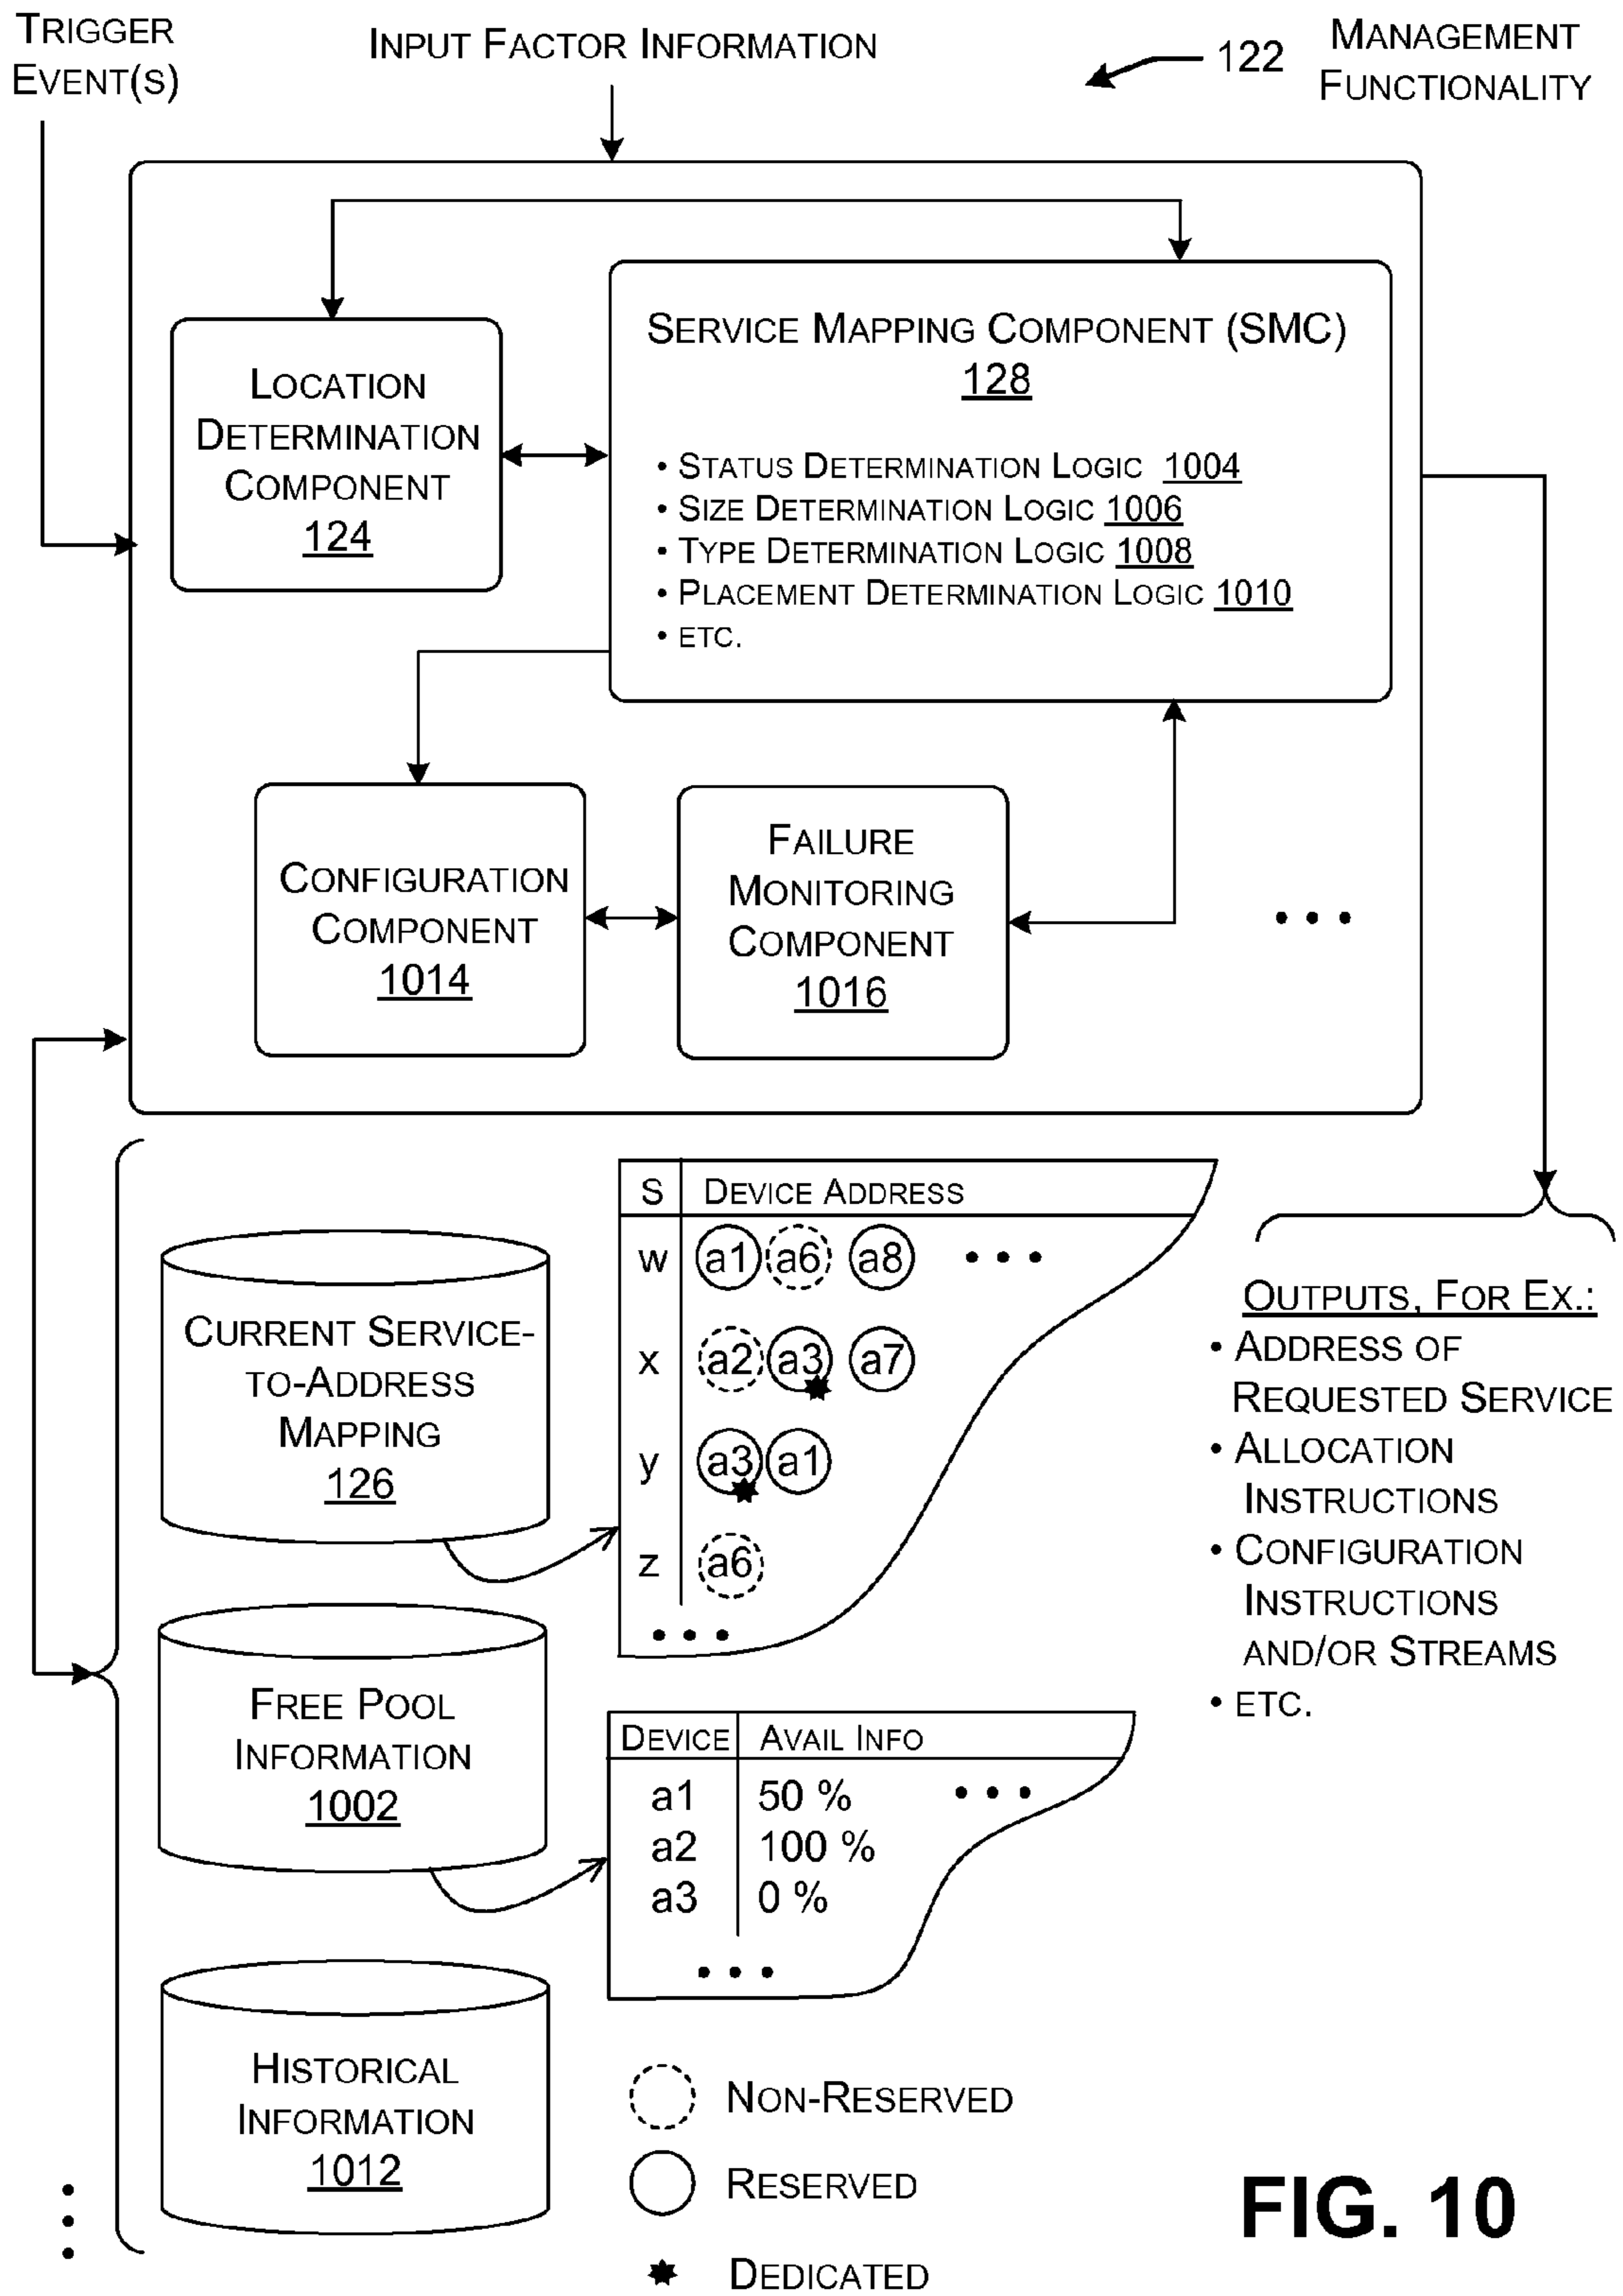 TRIGGER
EVENT(S)
INPUT FACTOR INFORMATION
122
MANAGEMENT
FUNCTIONALITY
LOCATION
DETERMINATION
COMPONENT
124
SERVICE MAPPING COMPONENT (SMC)
128
• STATUS DETERMINATION LOGIC 1004
• SIZE DETERMINATION LOGIC 1006
• TYPE DETERMINATION LOGIC 1008
• PLACEMENT DETERMINATION LOGIC 1010
• ETC.
CONFIGURATION
COMPONENT
1014
FAILURE
MONITORING
COMPONENT
1016
• • •
CURRENT SERVICE-
TO-ADDRESS
MAPPING
126
S DEVICE ADDRESS
w a1 a6 a8 • • •
x a2 a3 a7
y a3 a1
z a6
• • •
OUTPUTS, FOR EX.:
• ADDRESS OF
REQUESTED SERVICE
• ALLOCATION
INSTRUCTIONS
• CONFIGURATION
INSTRUCTIONS
AND/OR STREAMS
• ETC.
FREE POOL
INFORMATION
1002
DEVICE AVAIL INFO
a1 50 % • • •
a2 100 %
a3 0 %
• • •
HISTORICAL
INFORMATION
1012
NON-RESERVED
RESERVED
DEDICATED
FIG. 10